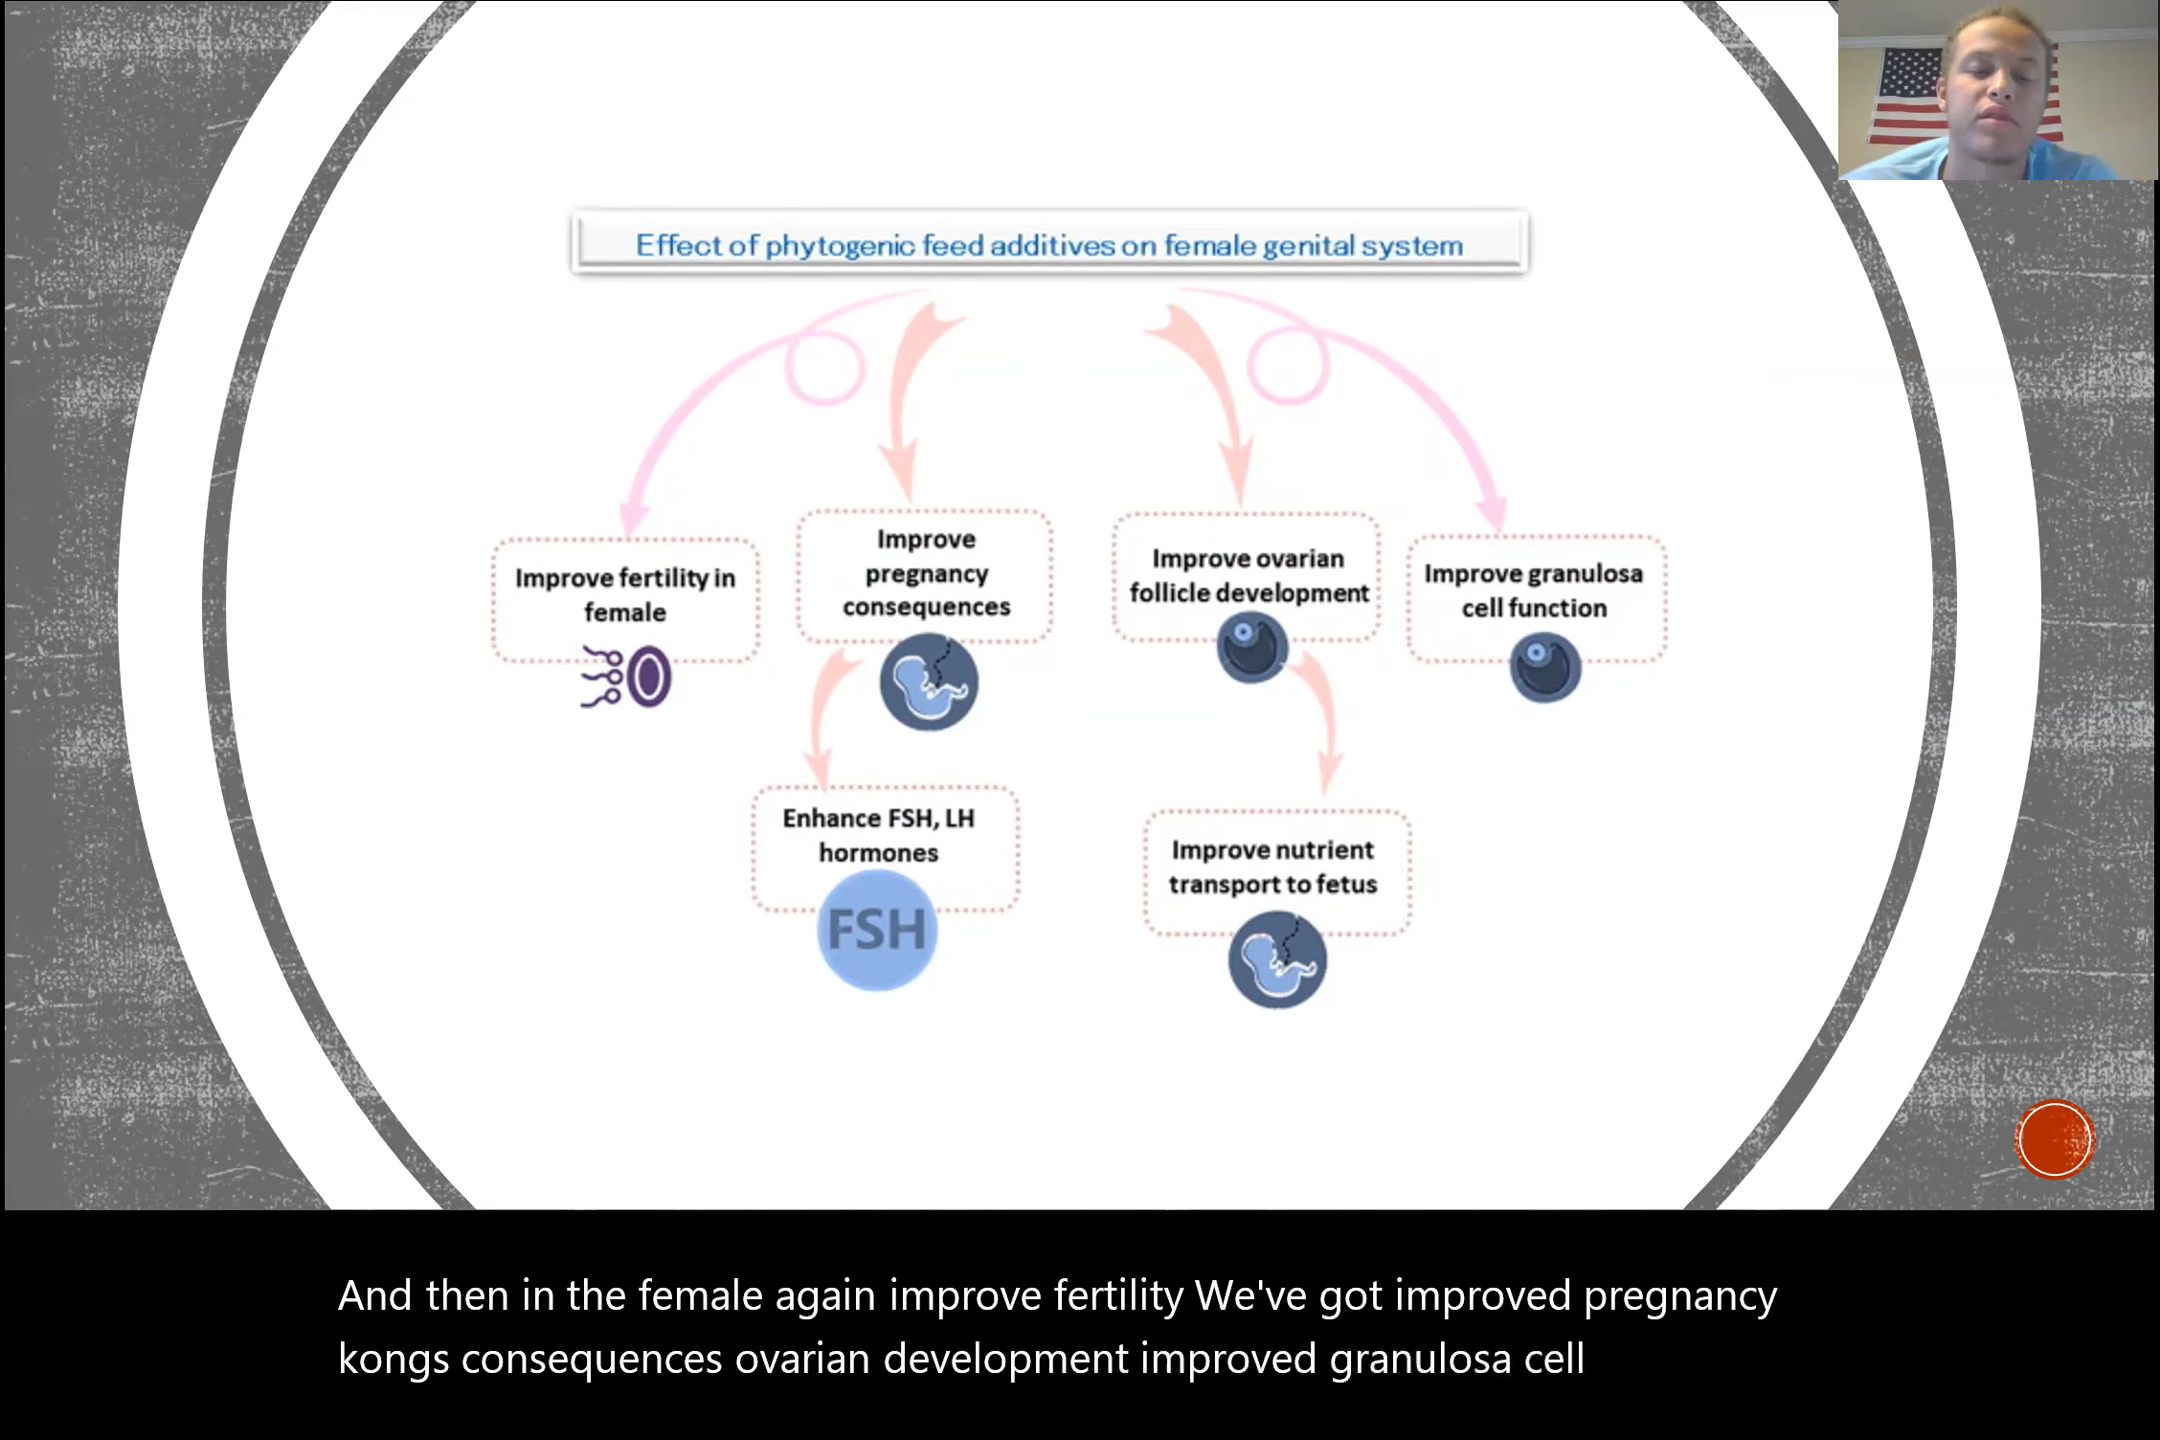 Effect of phytogenic feed additives on female genital system
Improve fertility in
female
Improve
pregnancy
consequences
Improve ovarian
follicle development
Improve granulosa
cell function
Enhance FSH, LH
hormones
FSH
Improve nutrient
transport to fetus
And then in the female again improve fertility We've got improved pregnancy
kongs consequences ovarian development improved granulosa cell